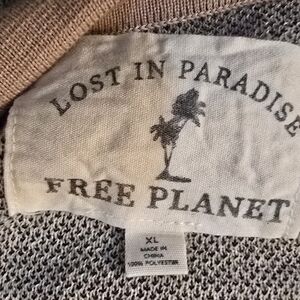 LOST IN PARADISE
FREE PLANET
XL
MADE IN
CHINA
100% POLYESTER